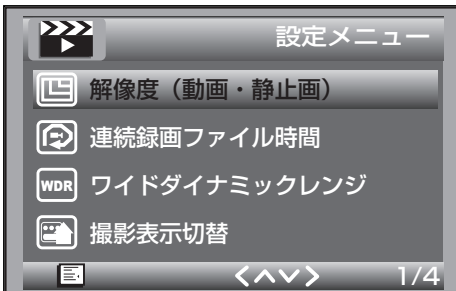 設定メニュー
解像度（動画・静止画）
連続録画ファイル時間
WDR ワイドダイナミックレンジ
撮影表示切替
1/4